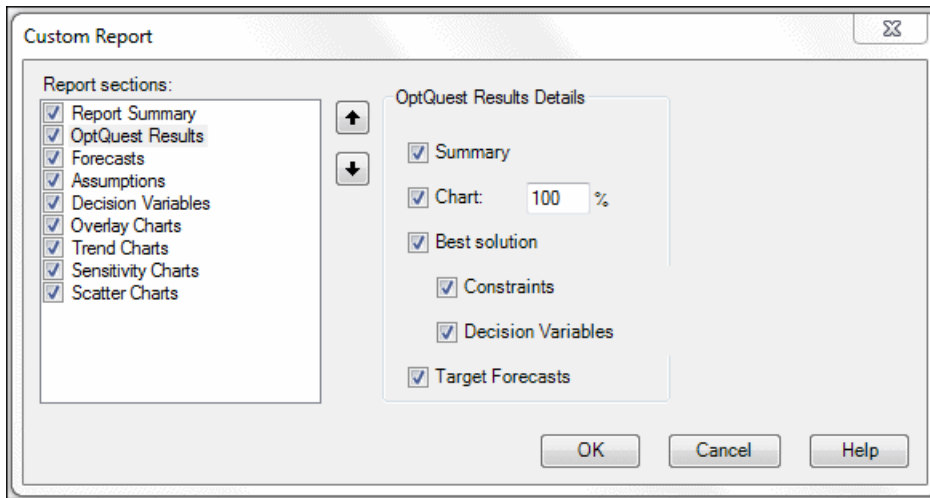 Custom Report
Report sections:
Report Summary
OptQuest Results
Forecasts
Assumptions
Decision Variables
Overlay Charts
Trend Charts
Sensitivity Charts
Scatter Charts
OptQuest Results Details
Summary
Chart: 100 %
Best solution
Constraints
Decision Variables
Target Forecasts
OK Cancel Help